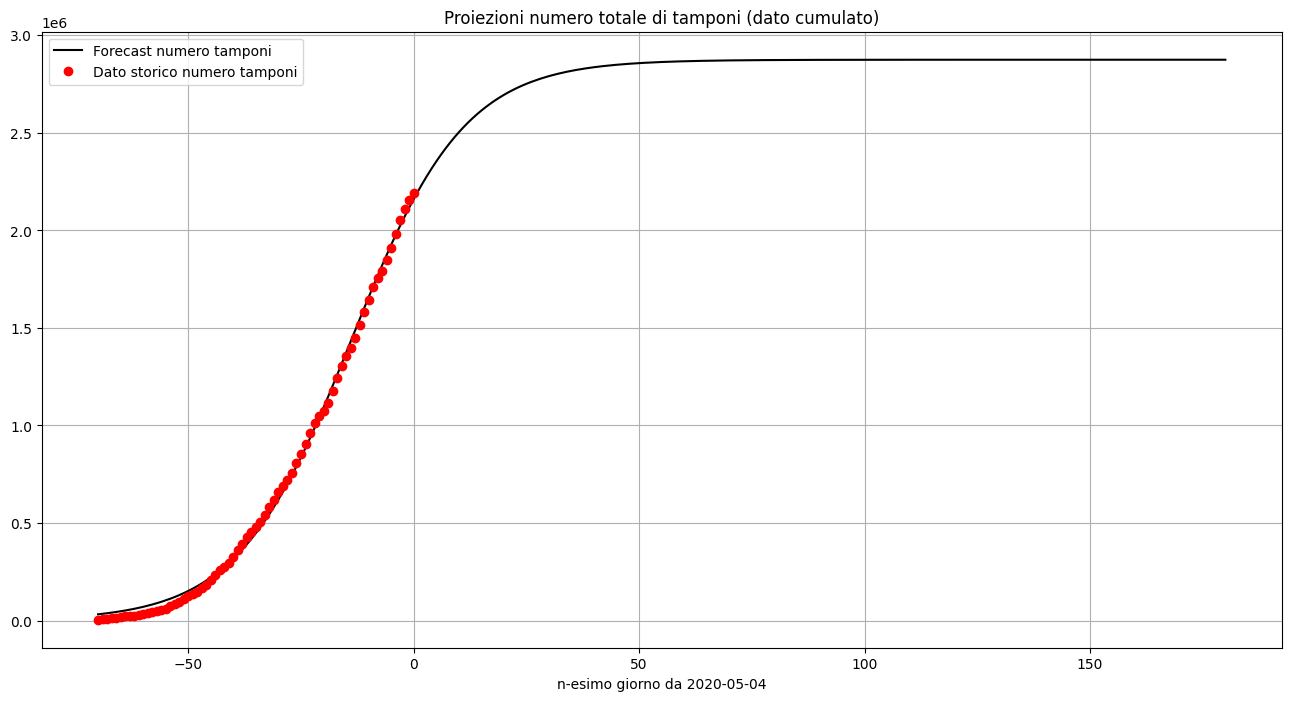 Proiezioni numero totale di tamponi (dato cumulato)
1e6
Forecast numero tamponi
Dato storico numero tamponi
3.0
2.5
2.0
1.5
1.0
0.5
0.0
−50
0
50
100
150
n-esimo giorno da 2020-05-04